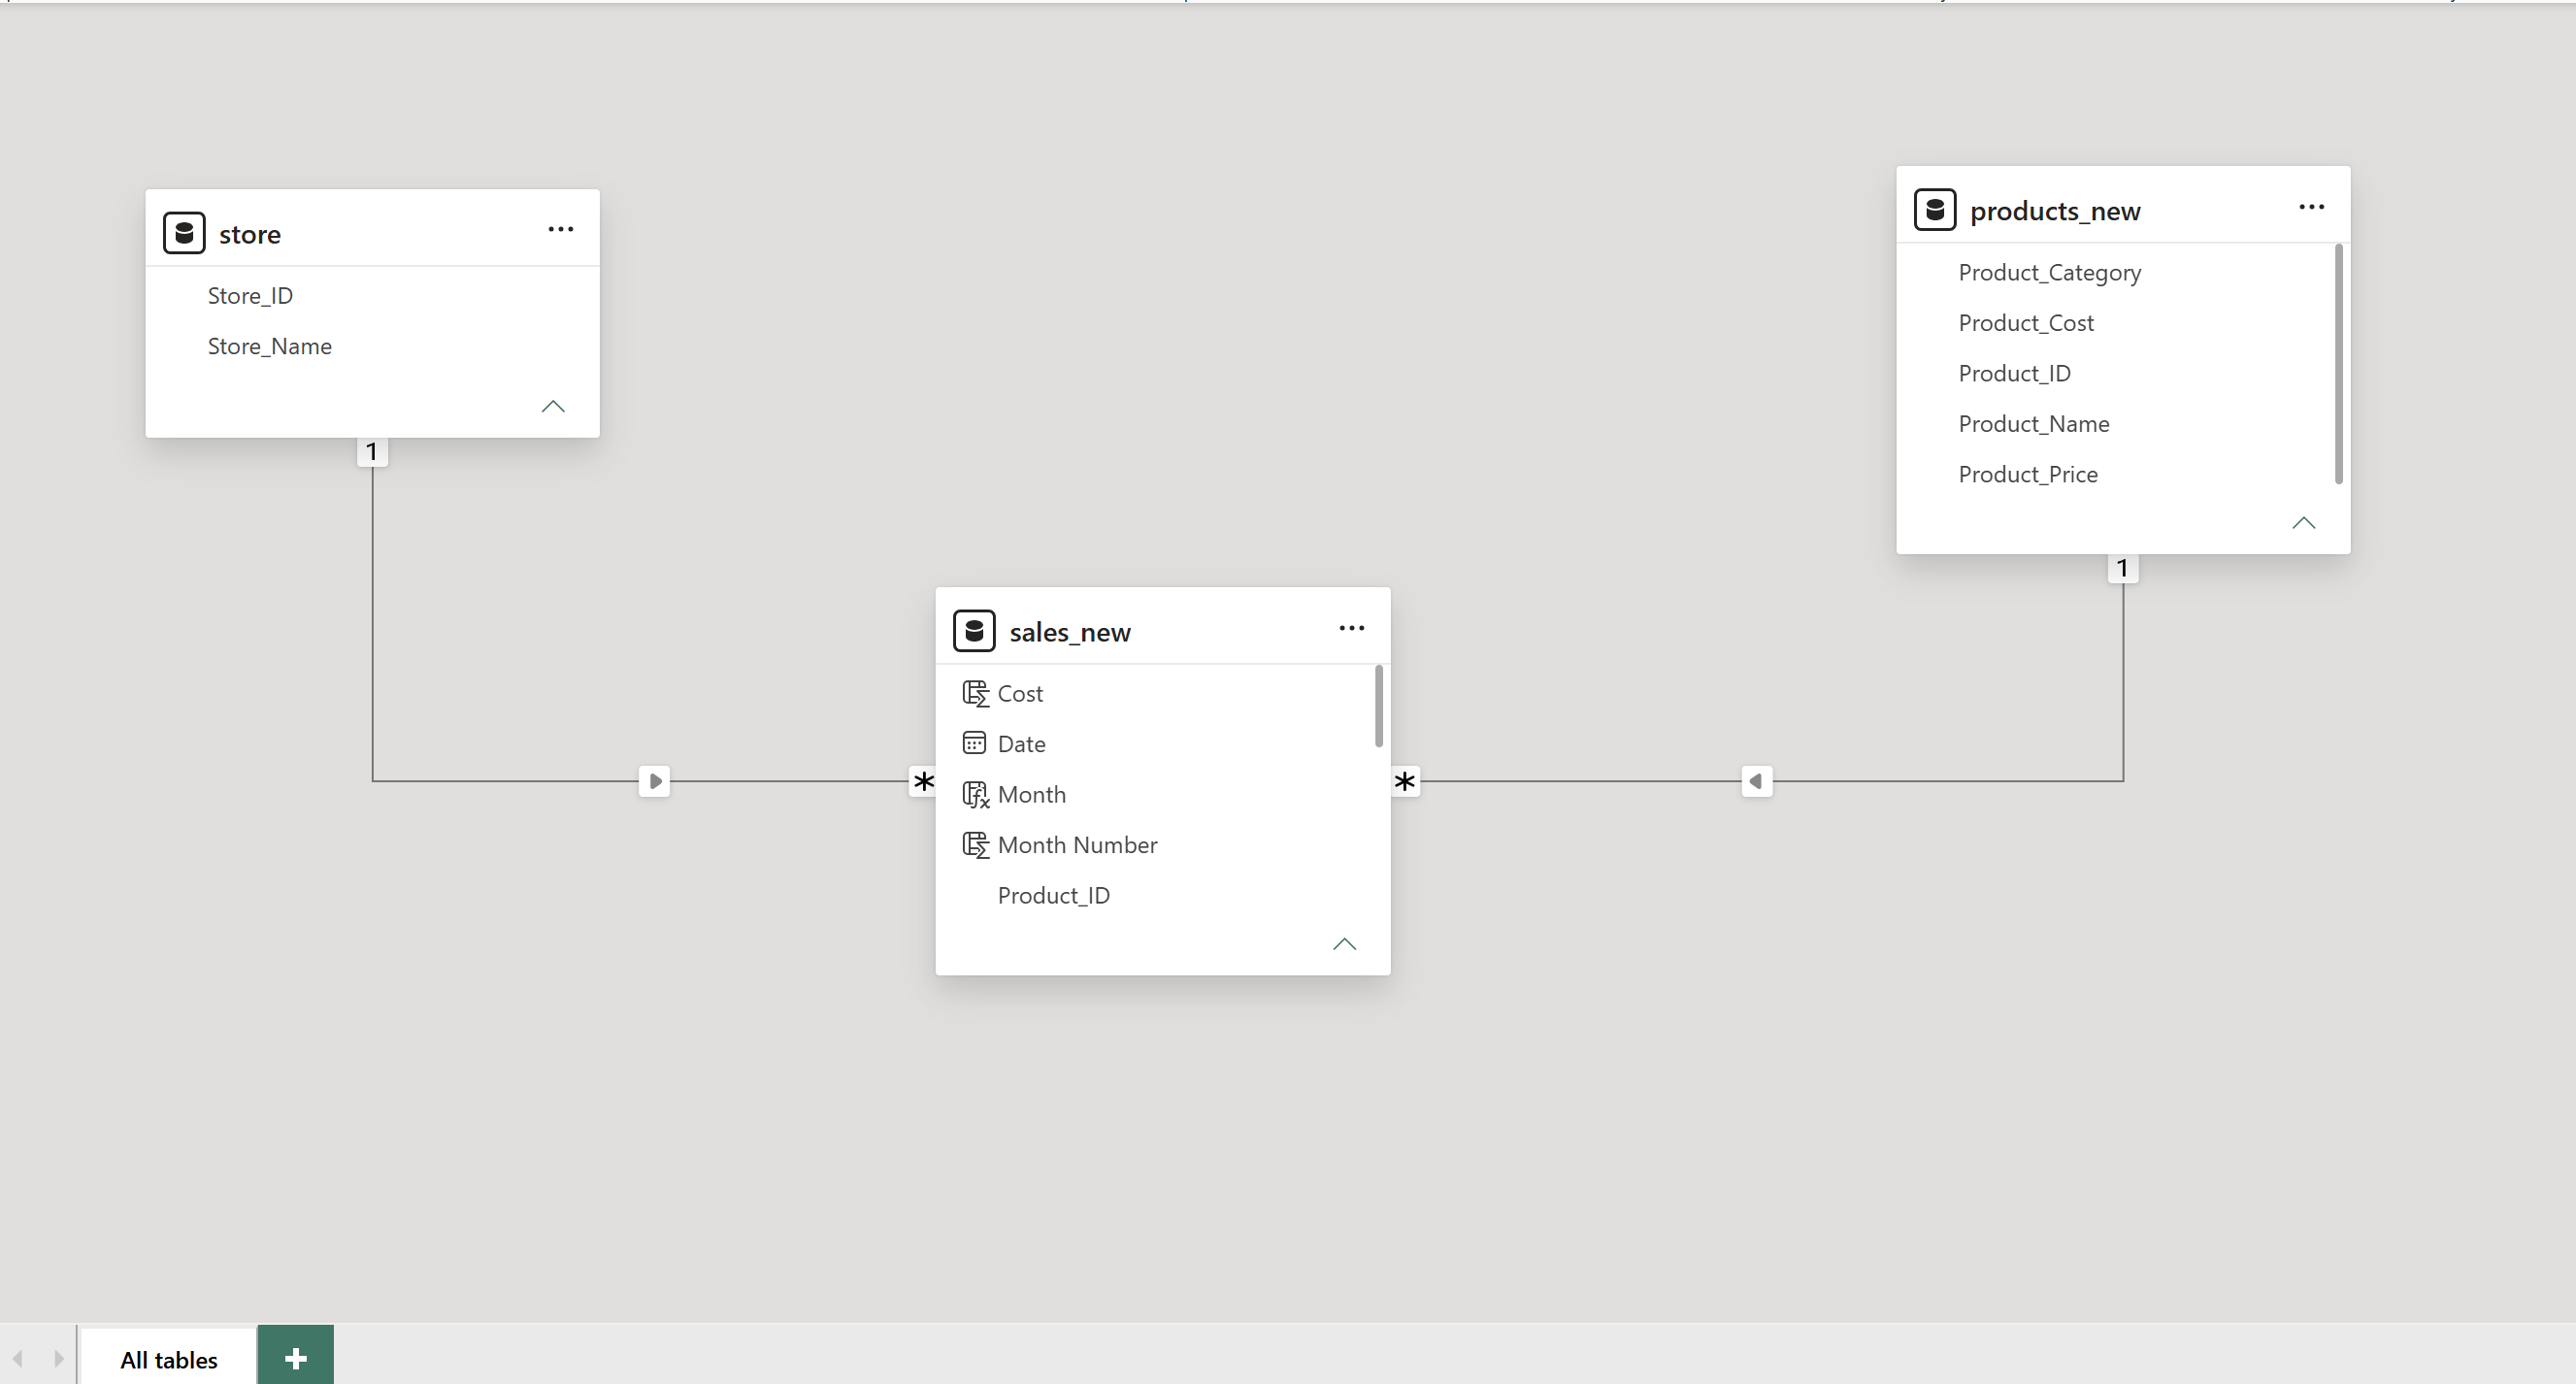 store
Store_ID
Store_Name
1
products_new
Product_Category
Product_Cost
Product_ID
Product_Name
Product_Price
1
sales_new
Cost
Date
Month
Month Number
Product_ID
*
*
All tables
+